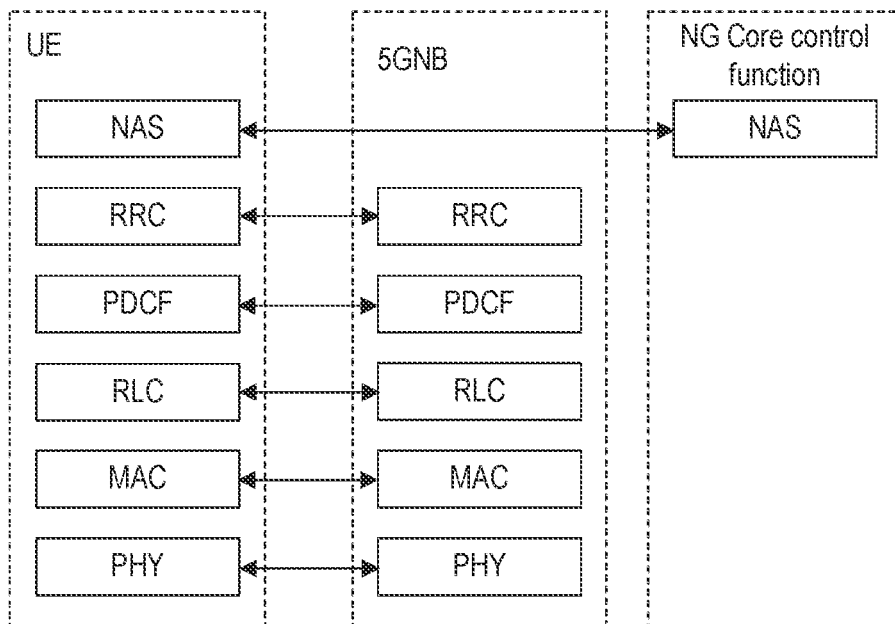 UE
5GNB
NG Core control
function
NAS
NAS
RRC
RRC
PDCF
PDCF
RLC
RLC
MAC
MAC
PHY
PHY